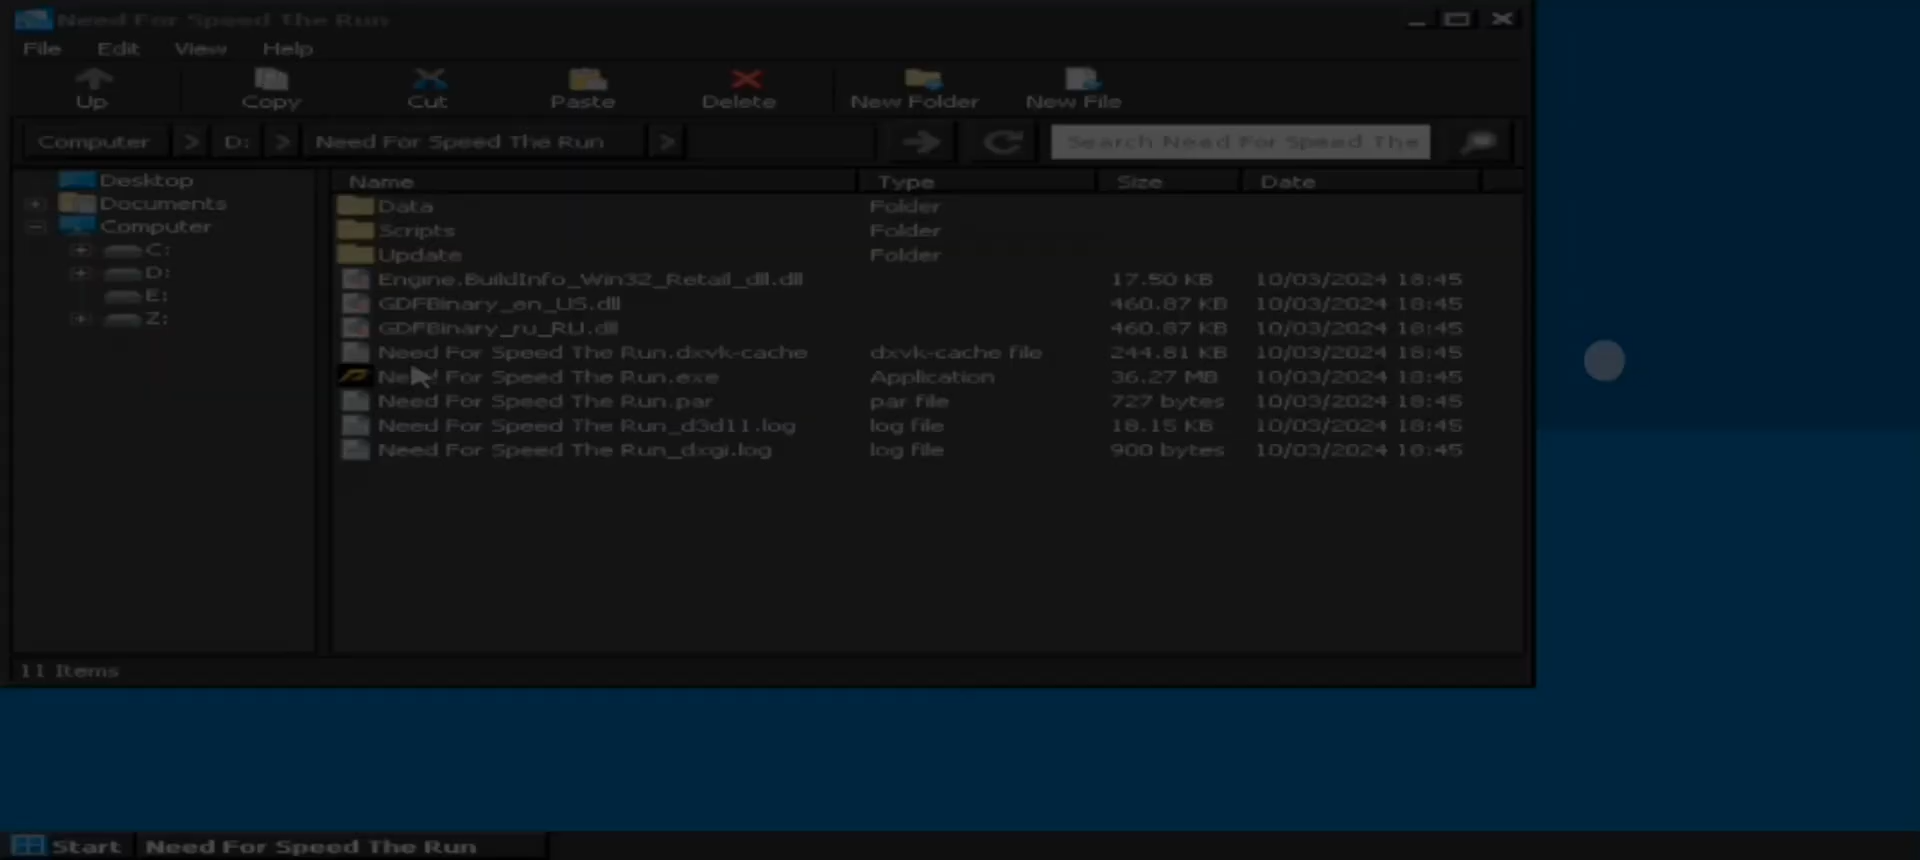 Need For Speed The Run
File Edit View Help
Up Copy Cut Paste Delete New Folder New File
Computer > D: > Need For Speed The Run > Search Need For Speed The
Desktop
Documents
Computer
C:
D:
E:
Z:
Name Type Size Date
Data Folder
Scripts Folder
Update Folder
Engine.BuildInfo_Win32_Retail_dll.dll 17.50 KB 10/03/2024 18:45
GDFBinary_en_US.dll 460.87 KB 10/03/2024 18:45
GDFBinary_ru_RU.dll 460.87 KB 10/03/2024 18:45
Need For Speed The Run.dxvk-cache dxvk-cache file 244.81 KB 10/03/2024 18:45
Need For Speed The Run.exe Application 36.27 MB 10/03/2024 18:45
Need For Speed The Run.par par file 727 bytes 10/03/2024 18:45
Need For Speed The Run_d3d11.log log file 18.15 KB 10/03/2024 18:45
Need For Speed The Run_dxgi.log log file 900 bytes 10/03/2024 18:45
11 Items
Start Need For Speed The Run